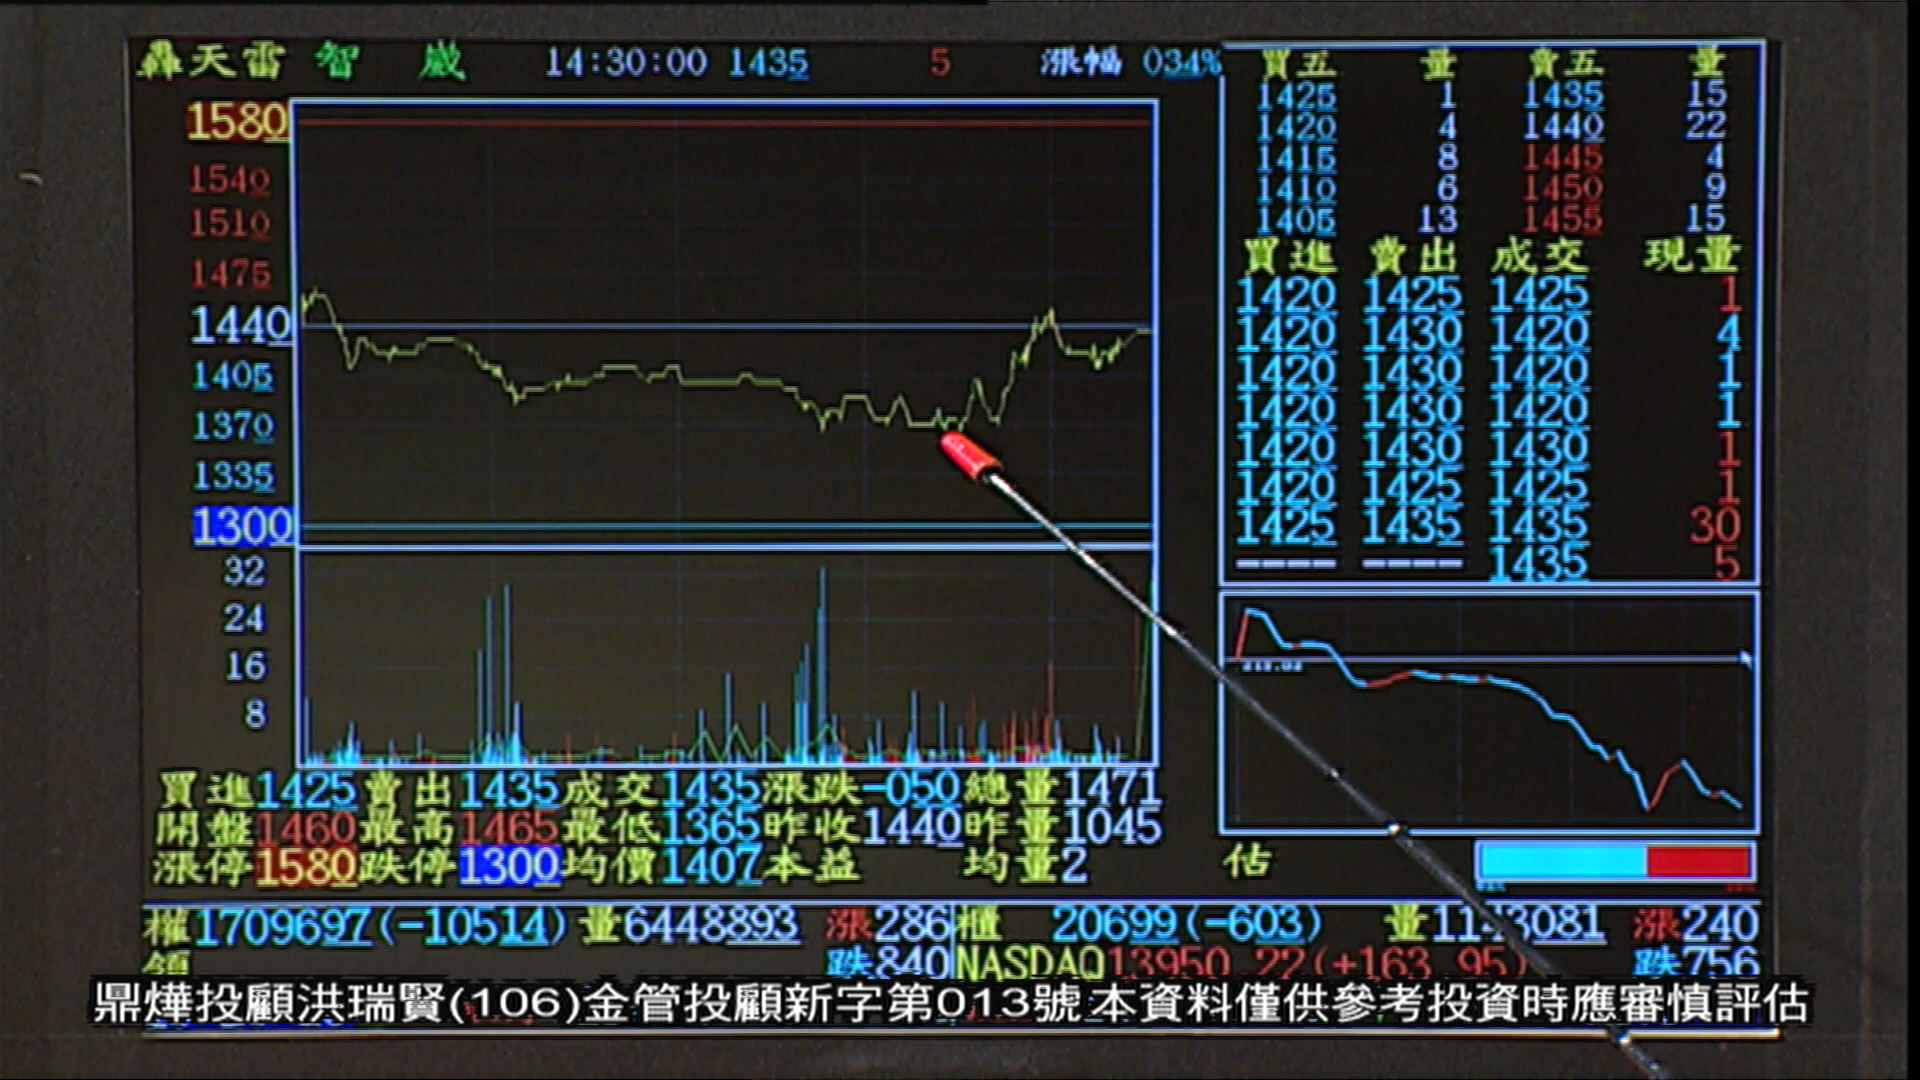 轟天雷 智 崴 14:30:00 1435 5 漲幅 034%
1580
1540
1510
1475
1440
1405
1370
1335
1300
32
24
16
8
買五 量 賣五 量
1425 1 1435 15
1420 4 1440 22
1415 8 1445 4
1410 6 1450 9
1405 13 1455 15
買進 賣出 成交 現量
1420 1425 1425 1
1420 1430 1420 4
1420 1430 1420 1
1420 1430 1420 1
1420 1430 1430 1
1420 1425 1425 1
1425 1435 1435 30
---- ---- 1435 5
買進1425 賣出1435 成交1435 漲跌-050 總量1471
開盤1460 最高1465 最低1365 昨收1440 昨量1045
漲停1580 跌停1300 均價1407 本益 均量2
估
權1709697(-10514) 量6448893 漲286 櫃 20699(-603) 漲240
跌840 NASDAQ13950.22(+163.95) 跌756
鼎燁投顧洪瑞賢(106)金管投顧新字第013號 本資料僅供參考投資時應審慎評估